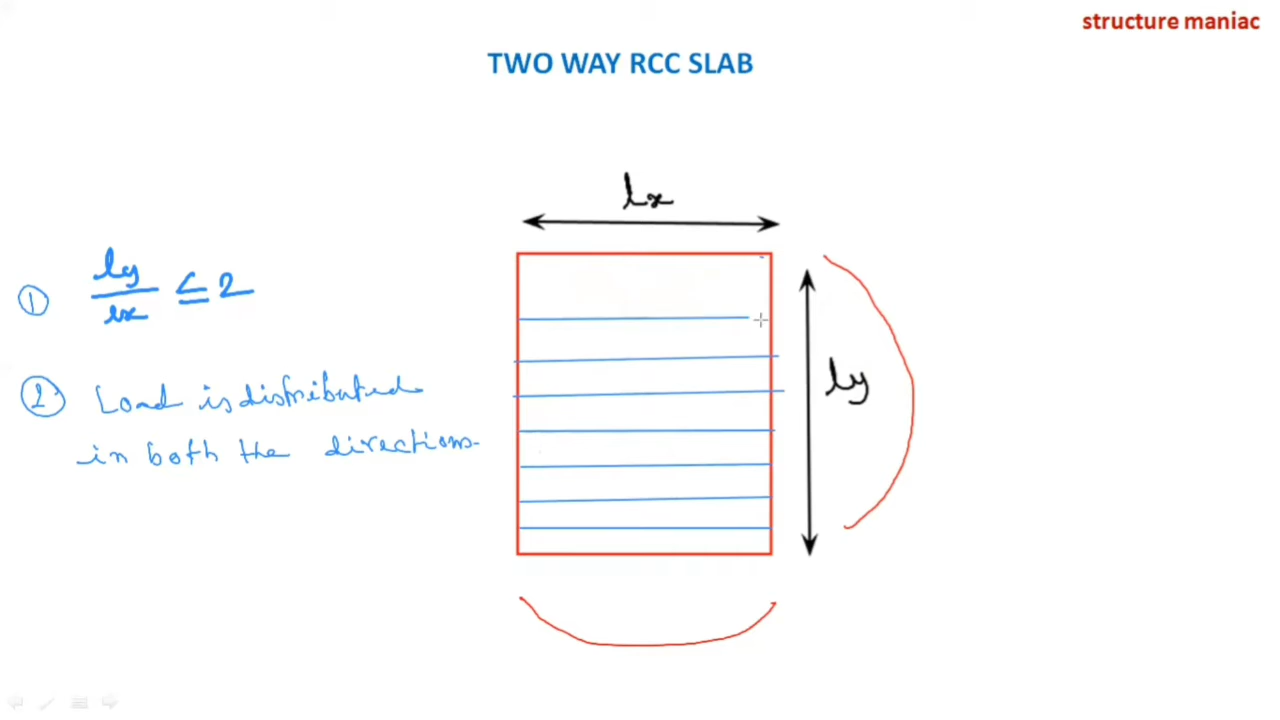 structure maniac
TWO WAY RCC SLAB
lx
① ly/lx ≤ 2
ly
② Load is distributed
in both the directions.